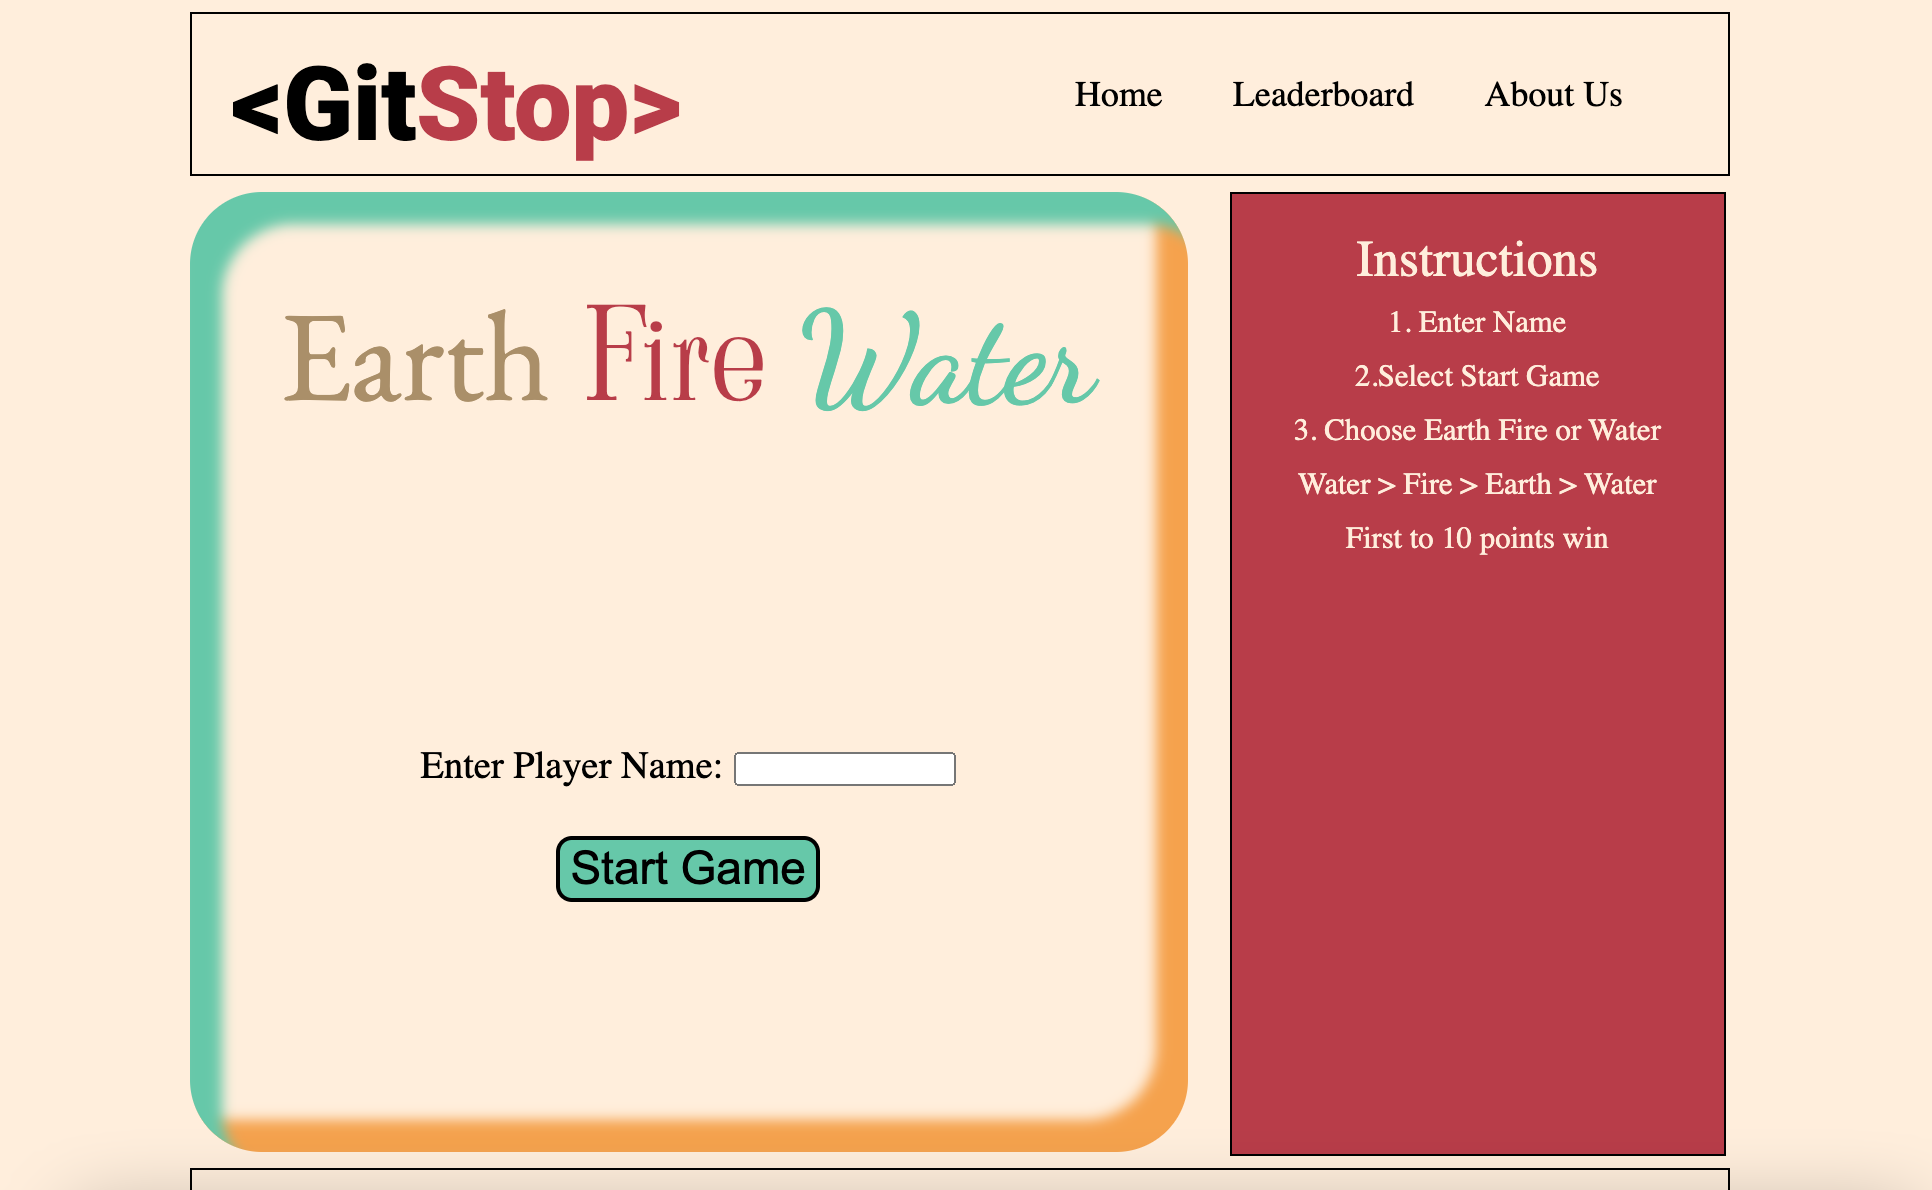 <GitStop>
Home Leaderboard About Us
Earth Fire Water
Enter Player Name:
Start Game
Instructions
1. Enter Name
2.Select Start Game
3. Choose Earth Fire or Water
Water > Fire > Earth > Water
First to 10 points win